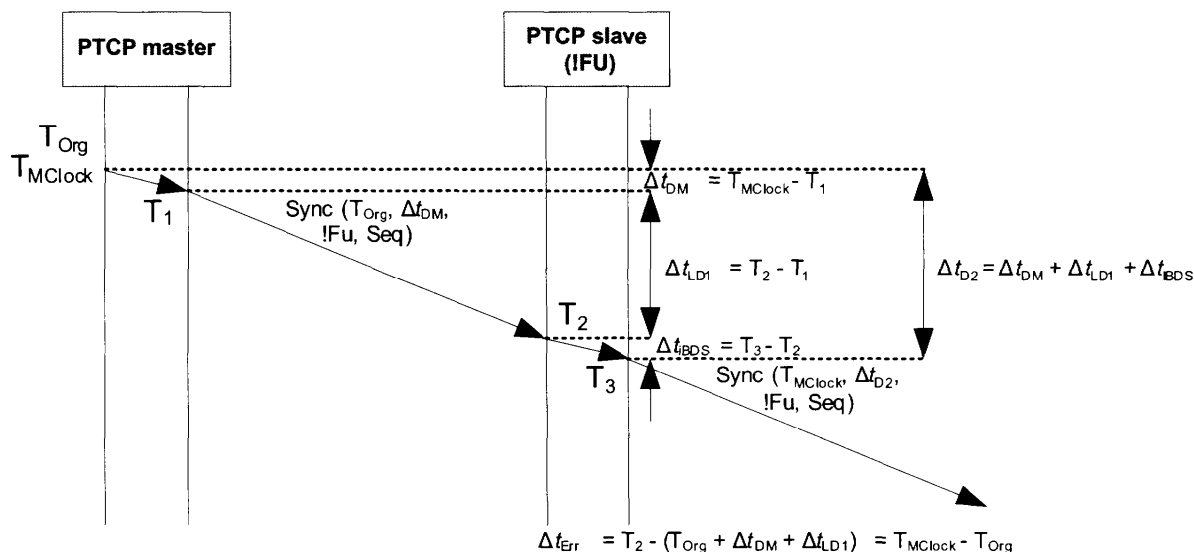 PTCP master
PTCP slave
(!FU)
T_Org
T_MClock
Δt_DM = T_MClock - T_1
T_1
Sync (T_Org, Δt_DM,
!Fu, Seq)
Δt_LD1 = T_2 - T_1
Δt_D2 = Δt_DM + Δt_LD1 + Δt_iBDS
T_2
Δt_iBDS = T_3 - T_2
T_3
Sync (T_MClock, Δt_D2,
!Fu, Seq)
Δt_Err = T_2 - (T_Org + Δt_DM + Δt_LD1) = T_MClock - T_Org